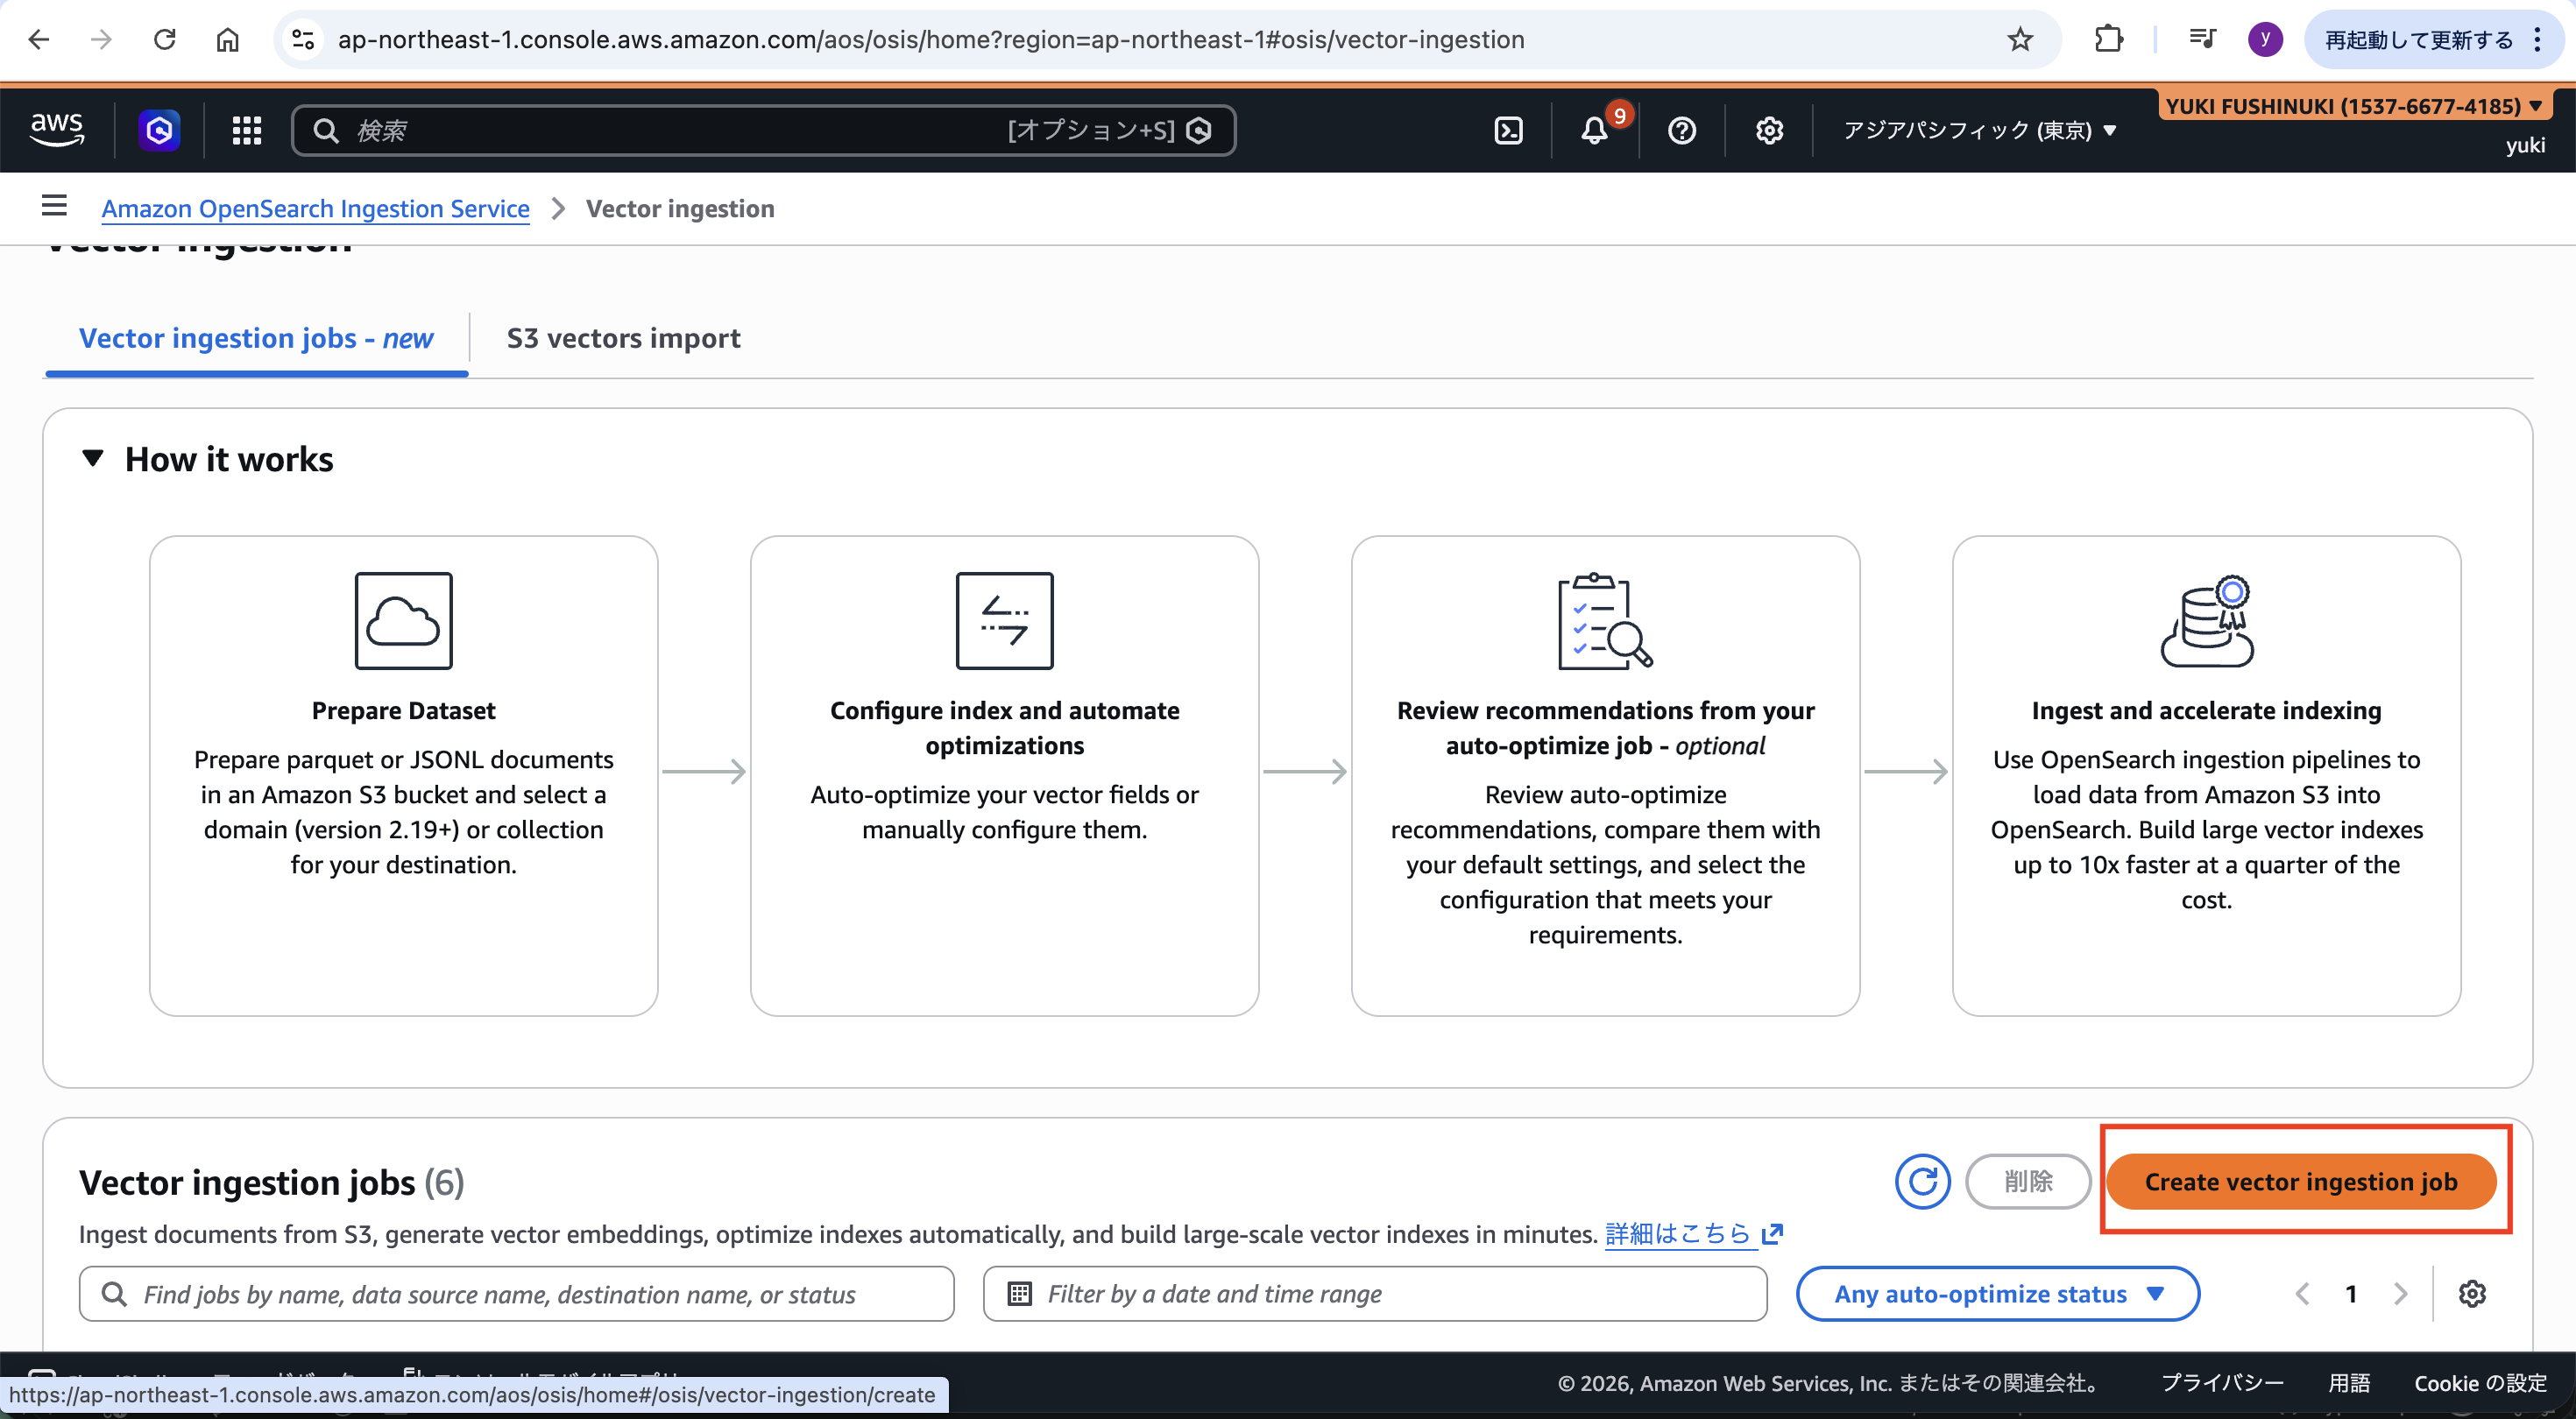 ap-northeast-1.console.aws.amazon.com/aos/osis/home?region=ap-northeast-1#osis/vector-ingestion
y
再起動して更新する
aws
検索
[オプション+S]
9
アジアパシフィック (東京) ▼
YUKI FUSHINUKI (1537-6677-4185) ▼
yuki
Amazon OpenSearch Ingestion Service
Vector ingestion
Vector ingestion
Vector ingestion jobs - new
S3 vectors import
How it works
Prepare Dataset
Prepare parquet or JSONL documents
in an Amazon S3 bucket and select a
domain (version 2.19+) or collection
for your destination.
Configure index and automate
optimizations
Auto-optimize your vector fields or
manually configure them.
Review recommendations from your
auto-optimize job - optional
Review auto-optimize
recommendations, compare them with
your default settings, and select the
configuration that meets your
requirements.
Ingest and accelerate indexing
Use OpenSearch ingestion pipelines to
load data from Amazon S3 into
OpenSearch. Build large vector indexes
up to 10x faster at a quarter of the
cost.
Vector ingestion jobs (6)
削除
Create vector ingestion job
Ingest documents from S3, generate vector embeddings, optimize indexes automatically, and build large-scale vector indexes in minutes. 詳細はこちら
Find jobs by name, data source name, destination name, or status
Filter by a date and time range
Any auto-optimize status
1
https://ap-northeast-1.console.aws.amazon.com/aos/osis/home#/osis/vector-ingestion/create
© 2026, Amazon Web Services, Inc. またはその関連会社。
プライバシー
用語
Cookie の設定